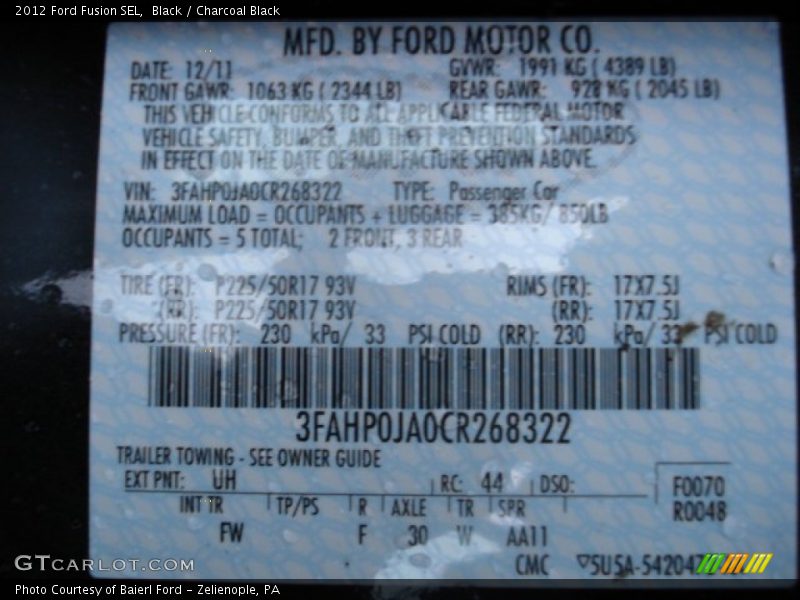 2012 Ford Fusion SEL, Black / Charcoal Black
MFD. BY FORD MOTOR CO.
DATE: 12/11 GVWR: 1991 KG ( 4389 LB)
FRONT GAWR: 1063 KG ( 2344 LB) REAR GAWR: 928 KG ( 2045 LB)
THIS VEHICLE CONFORMS TO ALL APPLICABLE FEDERAL MOTOR
VEHICLE SAFETY, BUMPER, AND THEFT PREVENTION STANDARDS
IN EFFECT ON THE DATE OF MANUFACTURE SHOWN ABOVE.
VIN: 3FAHP0JA0CR268322 TYPE: Passenger Car
MAXIMUM LOAD = OCCUPANTS + LUGGAGE = 385KG/ 850LB
OCCUPANTS = 5 TOTAL; 2 FRONT, 3 REAR
TIRE (FR): P225/50R17 93V RIMS (FR): 17X7.5J
(RR): P225/50R17 93V (RR): 17X7.5J
PRESSURE (FR): 230 kPa/ 33 PSI COLD (RR): 230 kPa/ 33 PSI COLD
3FAHP0JA0CR268322
TRAILER TOWING - SEE OWNER GUIDE
EXT PNT: UH RC: 44 DSO: F0070
R0048
INT TR TP/PS R AXLE TR SPR
FW F 30 W AA11
CMC 5U5A-542047
GTCARLOT.COM
Photo Courtesy of Baierl Ford - Zelienople, PA